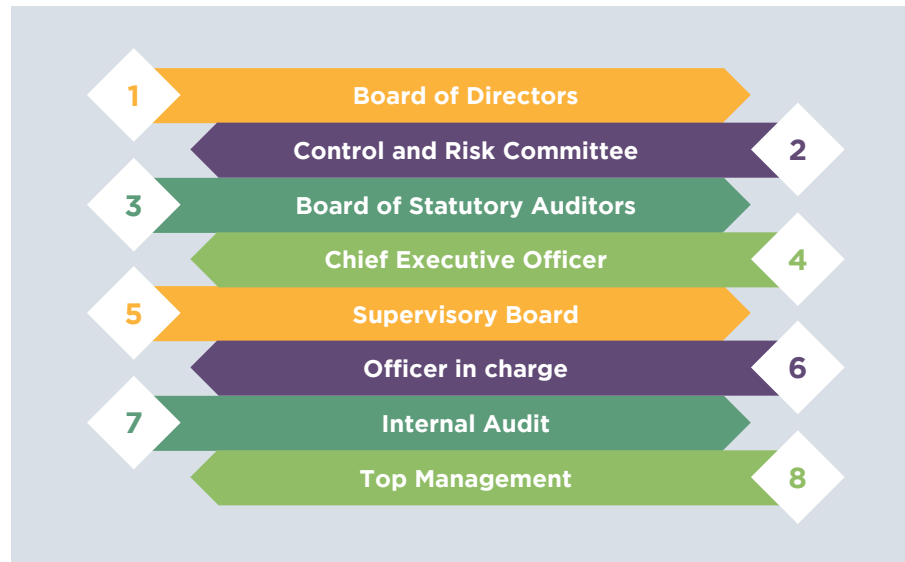 1 Board of Directors
Control and Risk Committee 2
3 Board of Statutory Auditors
Chief Executive Officer 4
5 Supervisory Board
Officer in charge 6
7 Internal Audit
Top Management 8